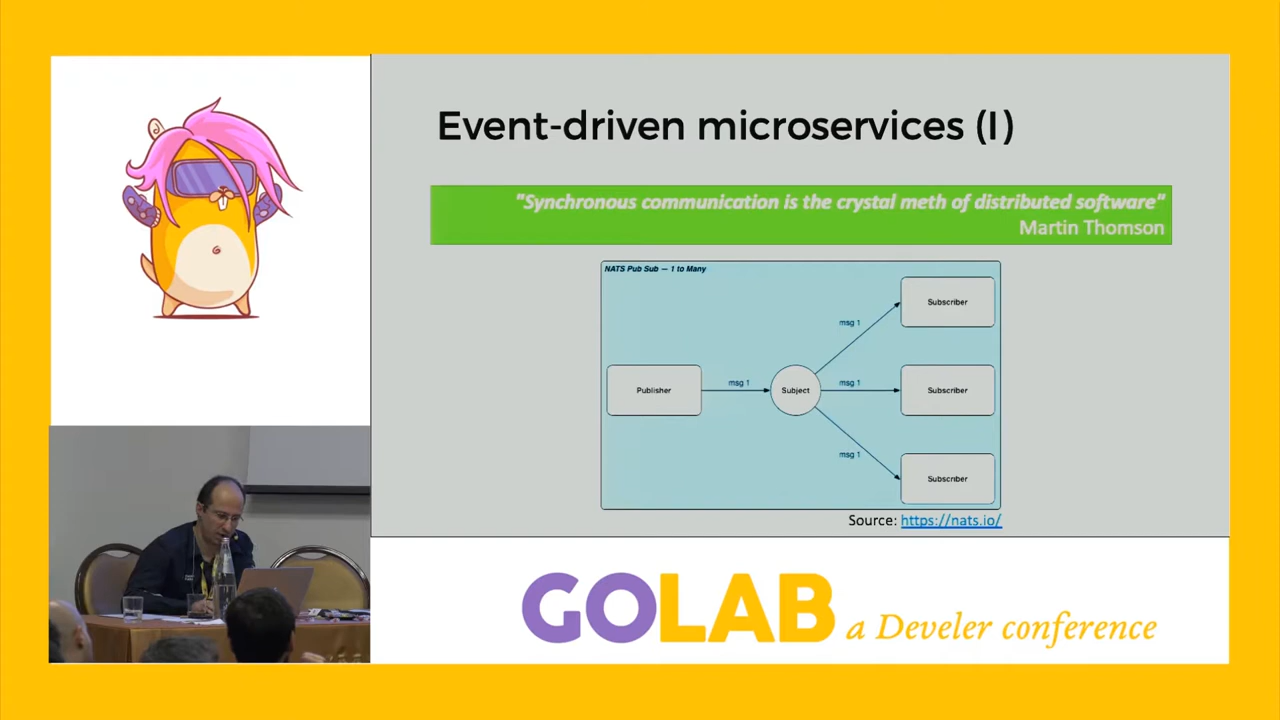 Event-driven microservices (I)
"Synchronous communication is the crystal meth of distributed software"
Martin Thomson
NATS Pub Sub — 1 to Many
Publisher
msg 1
Subject
msg 1
msg 1
msg 1
Subscriber
Subscriber
Subscriber
Source: https://nats.io/
GOLAB a Develer conference